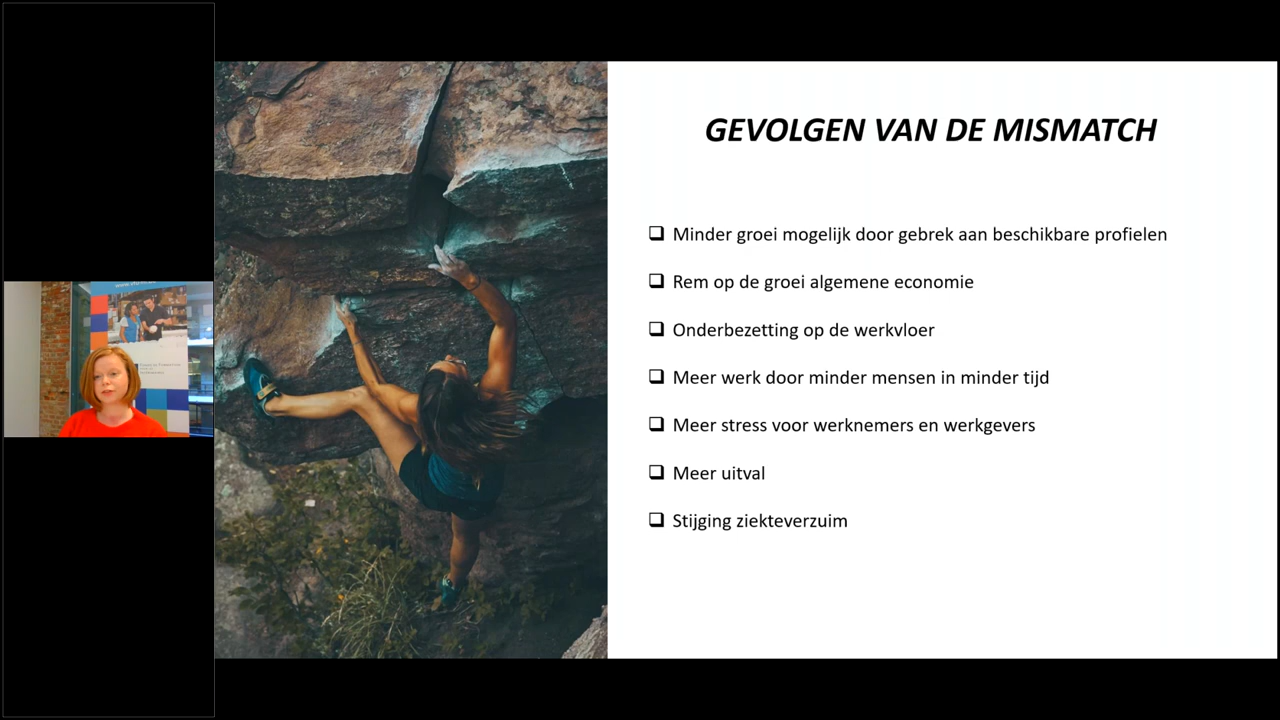 GEVOLGEN VAN DE MISMATCH
Minder groei mogelijk door gebrek aan beschikbare profielen
Rem op de groei algemene economie
Onderbezetting op de werkvloer
Meer werk door minder mensen in minder tijd
Meer stress voor werknemers en werkgevers
Meer uitval
Stijging ziekteverzuim